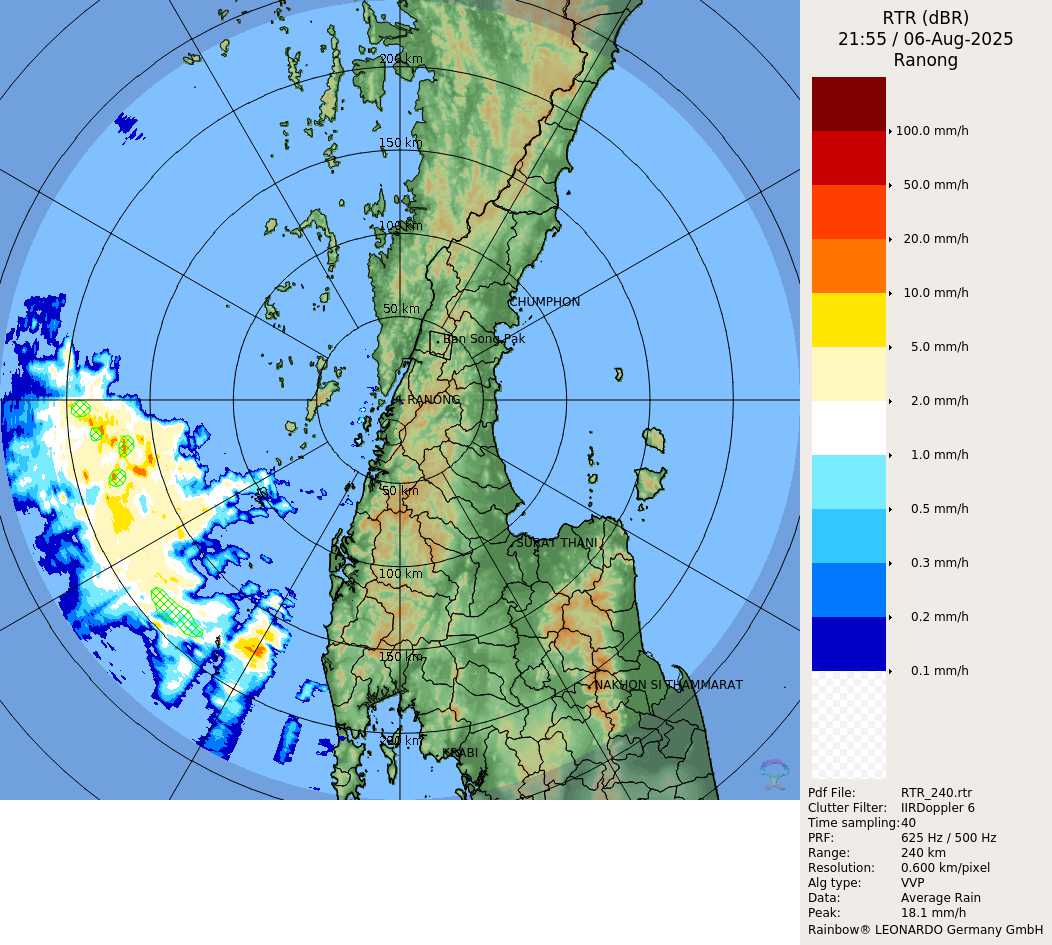 RTR (dBR)
21:55 / 06-Aug-2025
Ranong
200 km
150 km
100 km
50 km
CHUMPHON
Ban Song Pak
RANONG
50 km
SURAT THANI
100 km
150 km
NAKHON SI THAMMARAT
200 km
KRABI
100.0 mm/h
50.0 mm/h
20.0 mm/h
10.0 mm/h
5.0 mm/h
2.0 mm/h
1.0 mm/h
0.5 mm/h
0.3 mm/h
0.2 mm/h
0.1 mm/h
Pdf File: RTR_240.rtr
Clutter Filter: IIRDoppler 6
Time sampling:40
PRF: 625 Hz / 500 Hz
Range: 240 km
Resolution: 0.600 km/pixel
Alg type: VVP
Data: Average Rain
Peak: 18.1 mm/h
Rainbow® LEONARDO Germany GmbH